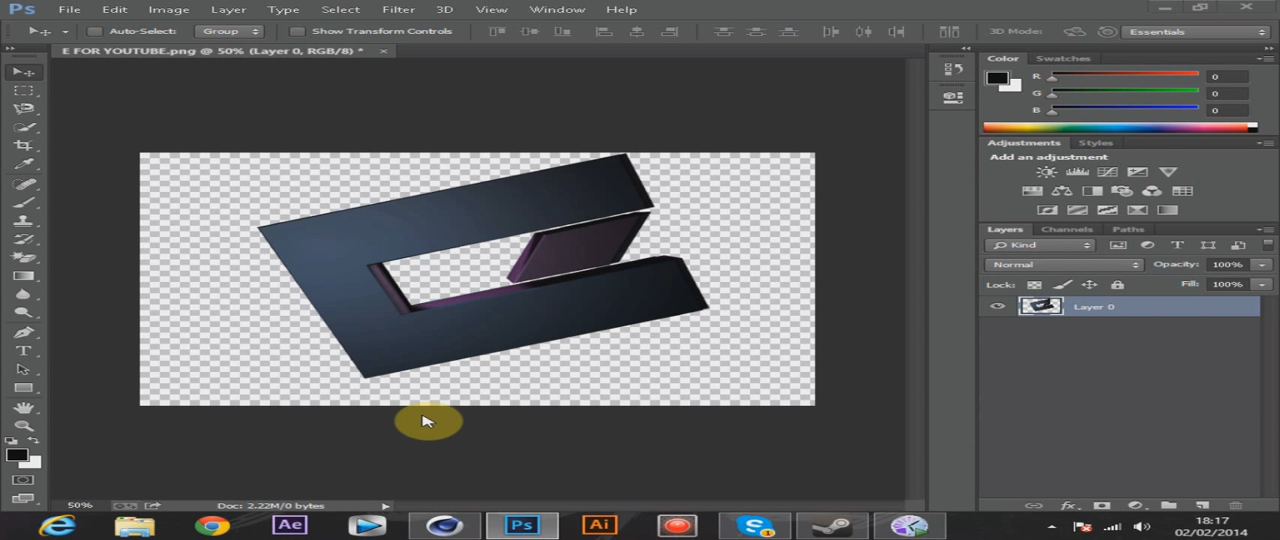 Ps File Edit Image Layer Type Select Filter 3D View Window Help
Auto-Select: Group Show Transform Controls 3D Mode: Essentials
E FOR YOUTUBE.png @ 50% (Layer 0, RGB/8) *
Color Swatches
R 0
G 0
B 0
Adjustments Styles
Add an adjustment
Layers Channels Paths
Kind
Normal Opacity: 100%
Lock: Fill: 100%
Layer 0
T
50% Doc: 2.22M/0 bytes
fx
Ae Ps Ai S 1
18:17
02/02/2014